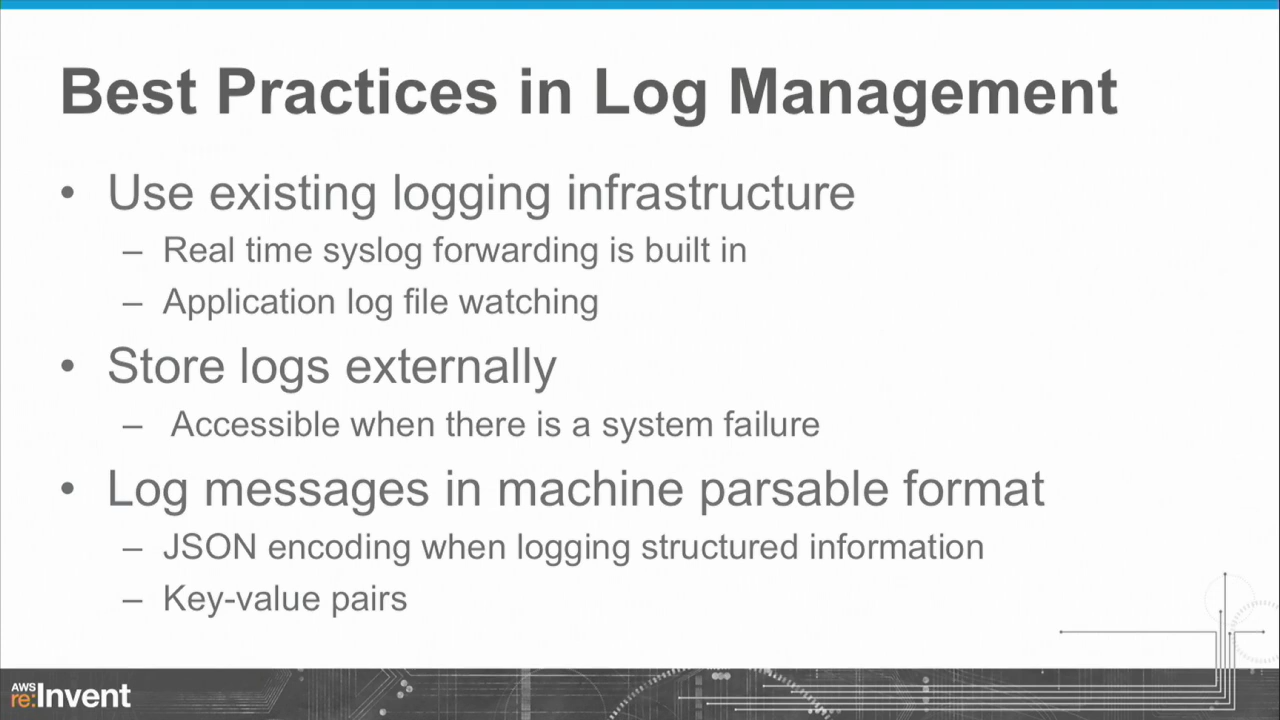 Best Practices in Log Management
• Use existing logging infrastructure
– Real time syslog forwarding is built in
– Application log file watching
• Store logs externally
– Accessible when there is a system failure
• Log messages in machine parsable format
– JSON encoding when logging structured information
– Key-value pairs
AWS
re:Invent